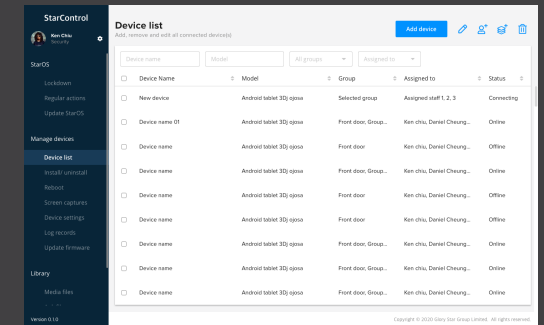 StarControl
Ken Chiu
Security
StarOS
Lockdown
Regular actions
Update StarOS
Manage devices
Device list
Install/ uninstall
Reboot
Screen captures
Device settings
Log records
Update firmware
Library
Media files
Version 0.1.0
Device list
Add, remove and edit all connected device(s)
Add device
Device name Model All groups Assigned to
Device Name Model Group Assigned to Status
New device Android tablet 3Dj ojosa Selected group Assigned staff 1, 2, 3 Connecting
Device name 01 Android tablet 3Dj ojosa Front door, Group... Ken chiu, Daniel Cheung... Online
Device name Android tablet 3Dj ojosa Front door Ken chiu, Daniel Cheung... Offline
Device name Android tablet 3Dj ojosa Front door, Group... Ken chiu, Daniel Cheung... Online
Device name Android tablet 3Dj ojosa Front door Ken chiu, Daniel Cheung... Offline
Device name Android tablet 3Dj ojosa Front door Ken chiu, Daniel Cheung... Offline
Device name Android tablet 3Dj ojosa Front door, Group... Ken chiu, Daniel Cheung... Online
Device name Android tablet 3Dj ojosa Front door, Group... Ken chiu, Daniel Cheung... Online
Device name Android tablet 3Dj ojosa Front door, Group... Ken chiu, Daniel Cheung... Online
Copyright © 2020 Glory Star Group Limited. All rights reserved.